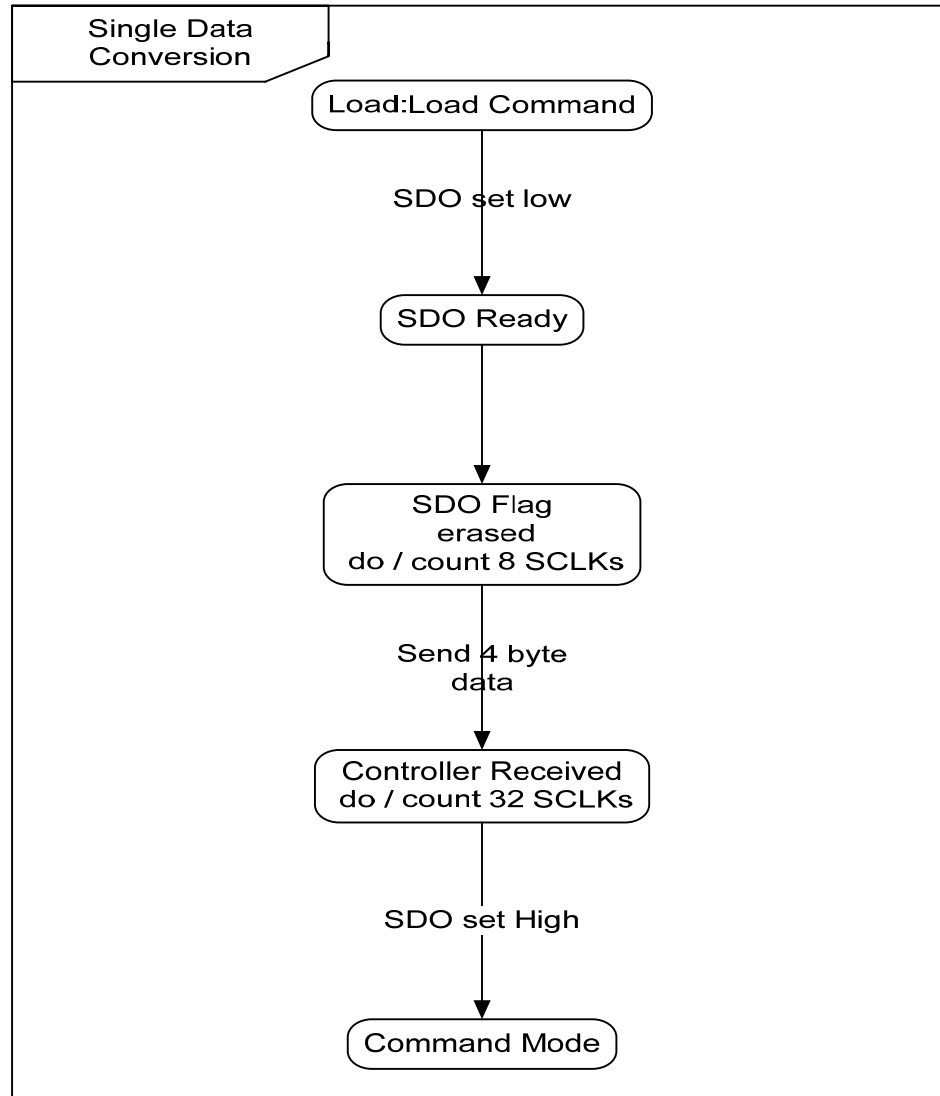 Single Data
Conversion
Load:Load Command
SDO set low
SDO Ready
SDO Flag
erased
do / count 8 SCLKs
Send 4 byte
data
Controller Received
do / count 32 SCLKs
SDO set High
Command Mode